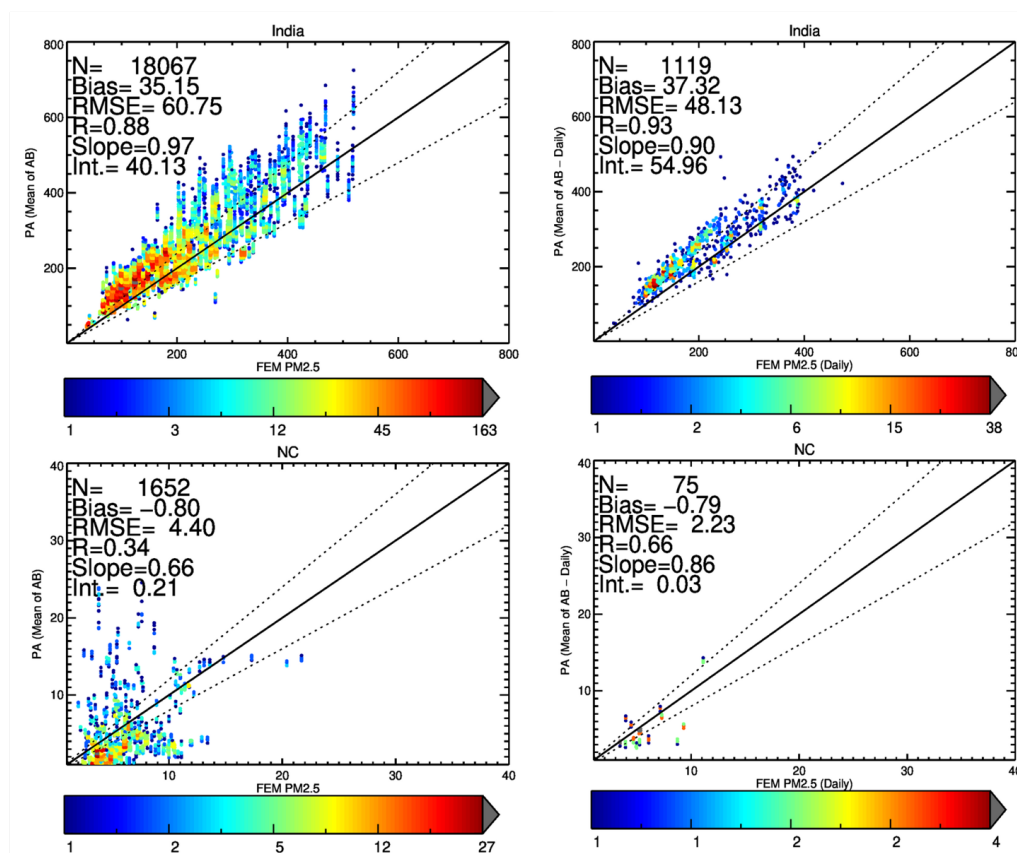 India
800
600
400
200
N= 18067
Bias= 35.15
RMSE= 60.75
R=0.88
Slope=0.97
Int.= 40.13
PA (Mean of AB)
200 400 600 800
FEM PM2.5
1 3 12 45 163
India
800
600
400
200
N= 1119
Bias= 37.32
RMSE= 48.13
R=0.93
Slope=0.90
Int.= 54.96
PA (Mean of AB – Daily)
200 400 600 800
FEM PM2.5 (Daily)
1 2 6 15 38
NC
40
30
20
10
N= 1652
Bias= −0.80
RMSE= 4.40
R=0.34
Slope=0.66
Int.= 0.21
PA (Mean of AB)
10 20 30 40
FEM PM2.5
1 2 5 12 27
NC
40
30
20
10
N= 75
Bias= −0.79
RMSE= 2.23
R=0.66
Slope=0.86
Int.= 0.03
PA (Mean of AB – Daily)
10 20 30 40
FEM PM2.5 (Daily)
1 1 2 2 4